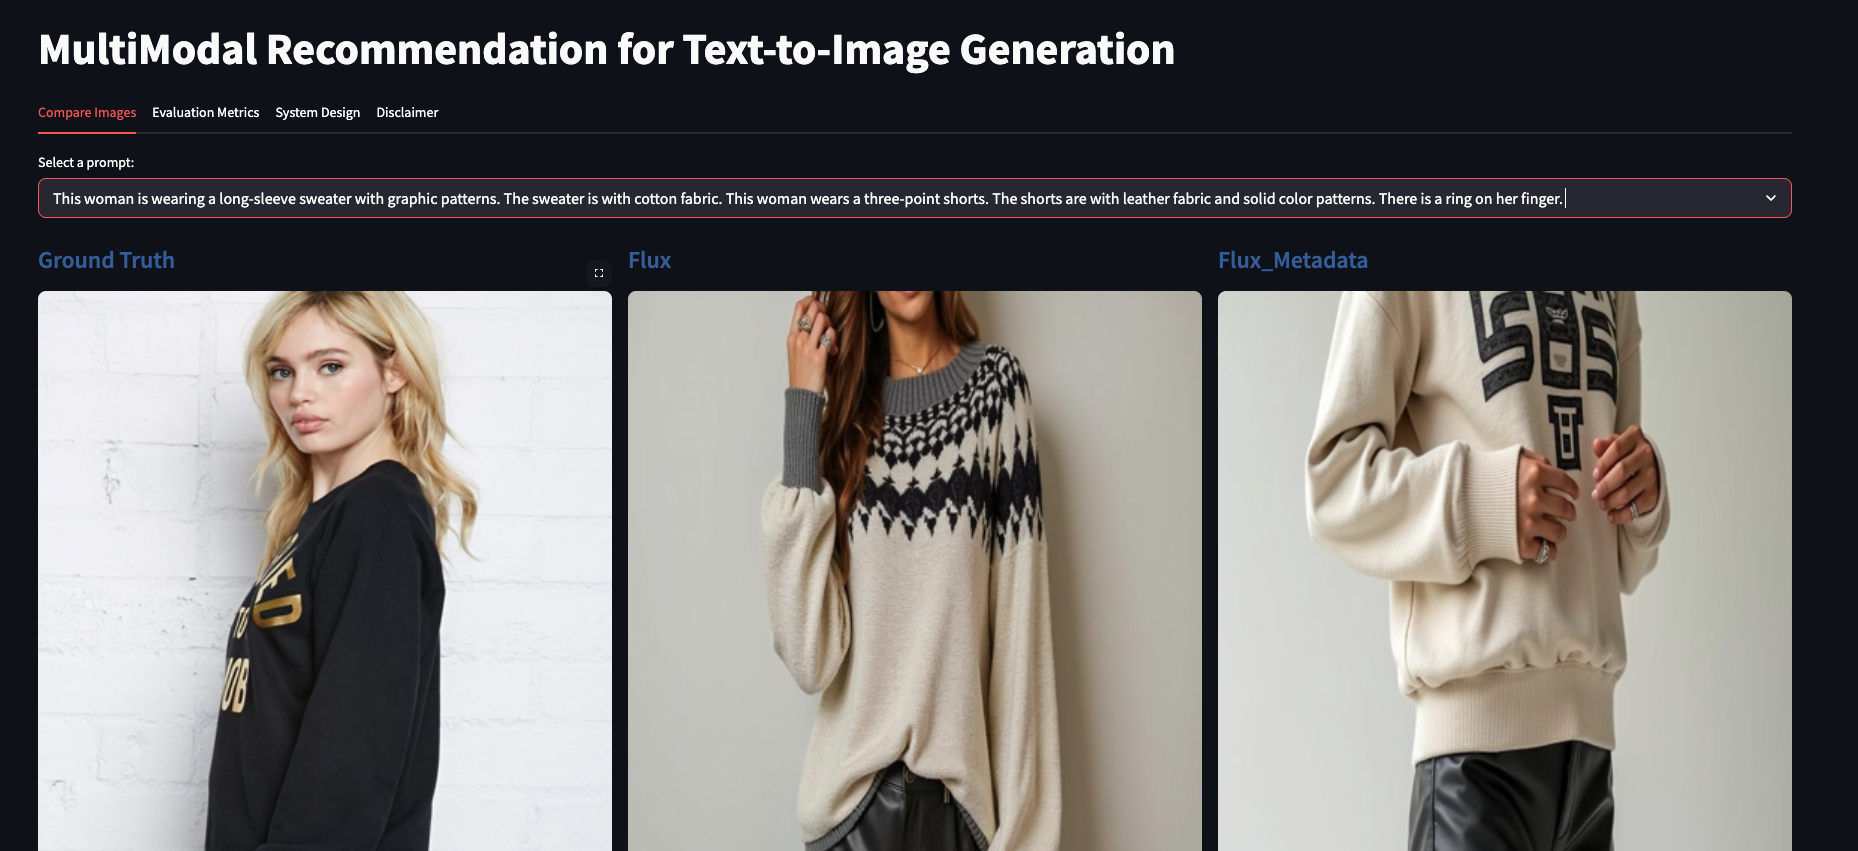 MultiModal Recommendation for Text-to-Image Generation
Compare Images Evaluation Metrics System Design Disclaimer
Select a prompt:
This woman is wearing a long-sleeve sweater with graphic patterns. The sweater is with cotton fabric. This woman wears a three-point shorts. The shorts are with leather fabric and solid color patterns. There is a ring on her finger.
Ground Truth
Flux
Flux_Metadata
TO